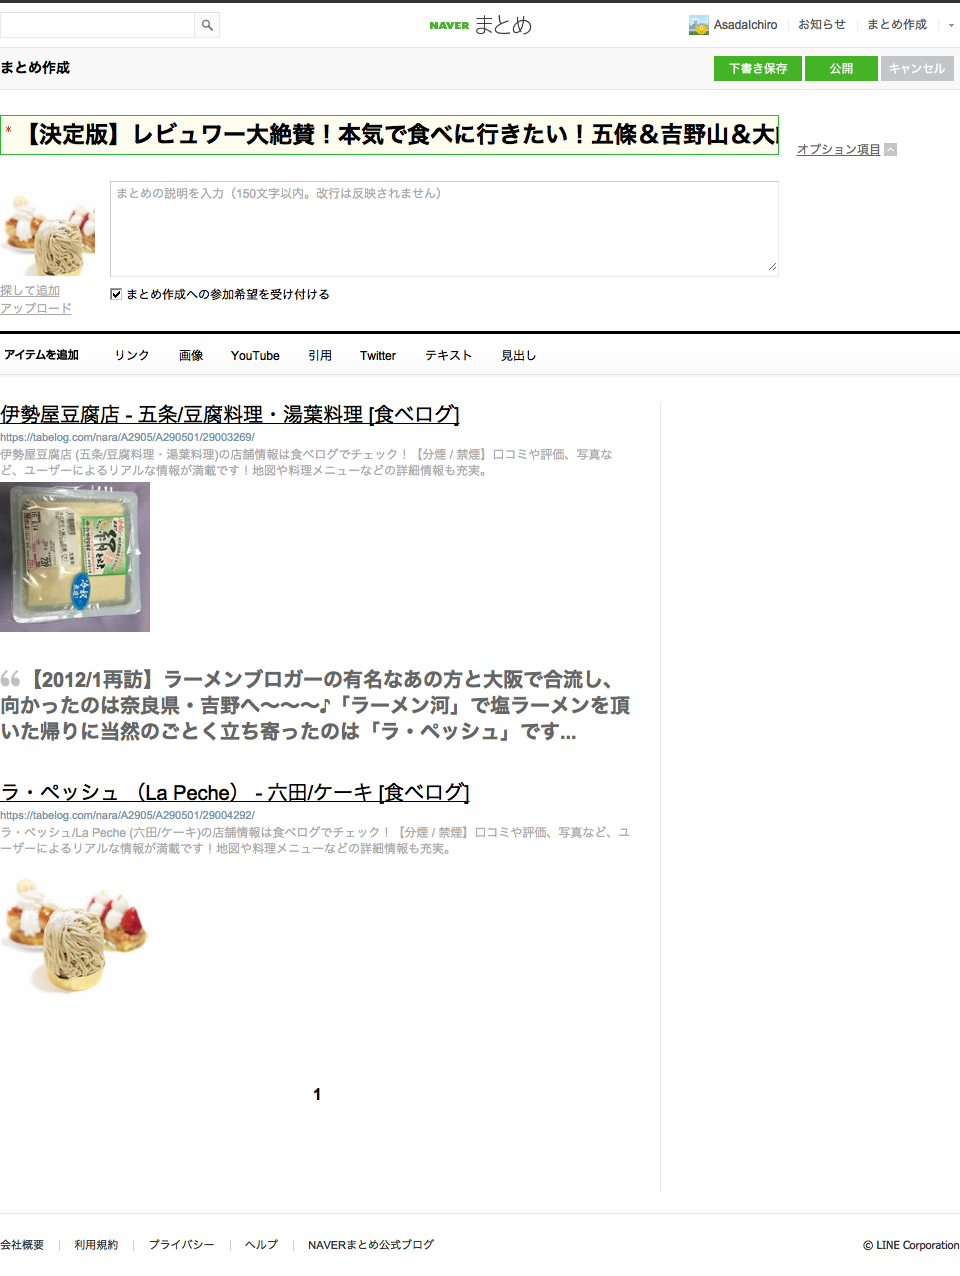 NAVER まとめ
AsadaIchiro
お知らせ
まとめ作成
まとめ作成
下書き保存
公開
キャンセル
* 【決定版】レビュワー大絶賛！本気で食べに行きたい！五條＆吉野山＆大
オプション項目
まとめの説明を入力（150文字以内。改行は反映されません）
探して追加
アップロード
まとめ作成への参加希望を受け付ける
アイテムを追加
リンク
画像
YouTube
引用
Twitter
テキスト
見出し
伊勢屋豆腐店 - 五条/豆腐料理・湯葉料理 [食べログ]
https://tabelog.com/nara/A2905/A290501/29003269/
伊勢屋豆腐店 (五条/豆腐料理・湯葉料理)の店舗情報は食べログでチェック！【分煙 / 禁煙】口コミや評価、写真な
ど、ユーザーによるリアルな情報が満載です！地図や料理メニューなどの詳細情報も充実。
【2012/1再訪】ラーメンブロガーの有名なあの方と大阪で合流し、
向かったのは奈良県・吉野へ〜〜〜♪「ラーメン河」で塩ラーメンを頂
いた帰りに当然のごとく立ち寄ったのは「ラ・ペッシュ」です...
ラ・ペッシュ （La Peche） - 六田/ケーキ [食べログ]
https://tabelog.com/nara/A2905/A290501/29004292/
ラ・ペッシュ/La Peche (六田/ケーキ)の店舗情報は食べログでチェック！【分煙 / 禁煙】口コミや評価、写真など、ユ
ーザーによるリアルな情報が満載です！地図や料理メニューなどの詳細情報も充実。
1
会社概要
利用規約
プライバシー
ヘルプ
NAVERまとめ公式ブログ
© LINE Corporation